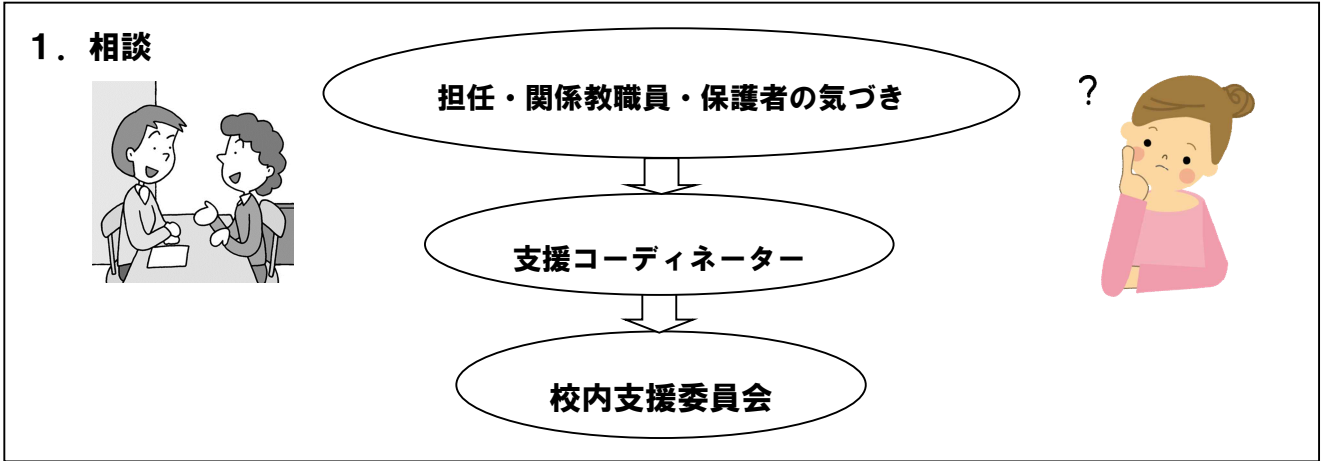 １．相談
担任・関係教職員・保護者の気づき
?
支援コーディネーター
校内支援委員会